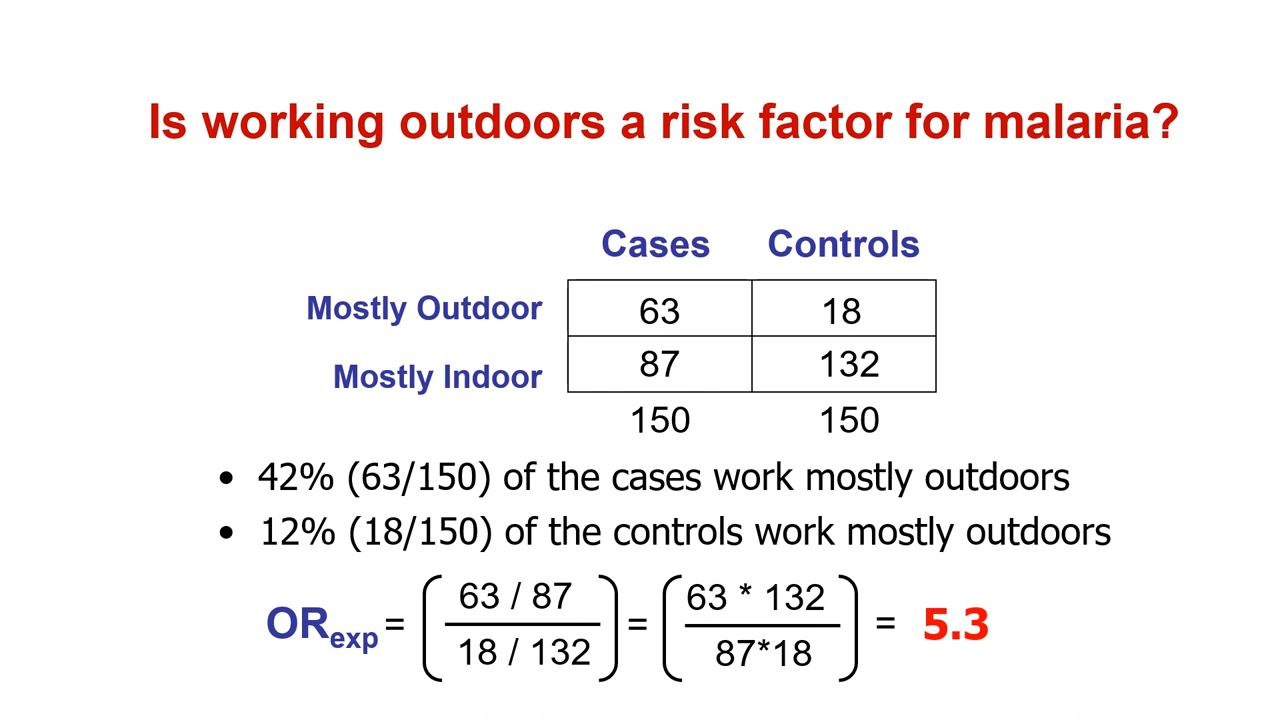 Is working outdoors a risk factor for malaria?
Cases Controls
Mostly Outdoor 63 18
Mostly Indoor 87 132
150 150
• 42% (63/150) of the cases work mostly outdoors
• 12% (18/150) of the controls work mostly outdoors
63 / 87 63 * 132
ORexp = = = 5.3
18 / 132 87*18